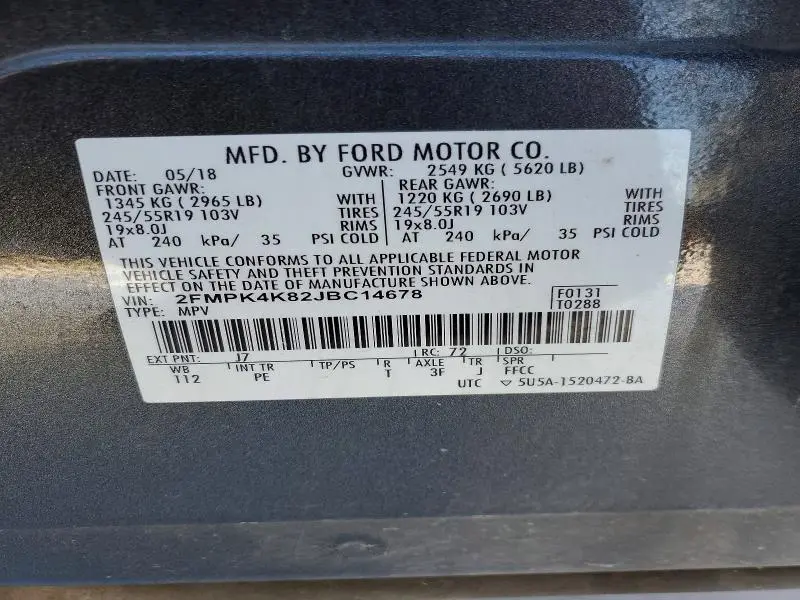 MFD. BY FORD MOTOR CO.
DATE: 05/18 GVWR: 2549 KG ( 5620 LB)
FRONT GAWR: REAR GAWR:
1345 KG ( 2965 LB) WITH 1220 KG ( 2690 LB) WITH
245/55R19 103V TIRES 245/55R19 103V TIRES
19x8.0J RIMS 19x8.0J RIMS
AT 240 kPa/ 35 PSI COLD AT 240 kPa/ 35 PSI COLD
THIS VEHICLE CONFORMS TO ALL APPLICABLE FEDERAL MOTOR
VEHICLE SAFETY AND THEFT PREVENTION STANDARDS IN
EFFECT ON THE DATE OF MANUFACTURE SHOWN ABOVE.
VIN: 2FMPK4K82JBC14678 F0131
TYPE: MPV T0288
EXT PNT: J7 RC: 72 DSO:
WB INT TR TP/PS R AXLE TR SPR
112 PE T 3F J FFCC
UTC 5U5A-1520472-BA